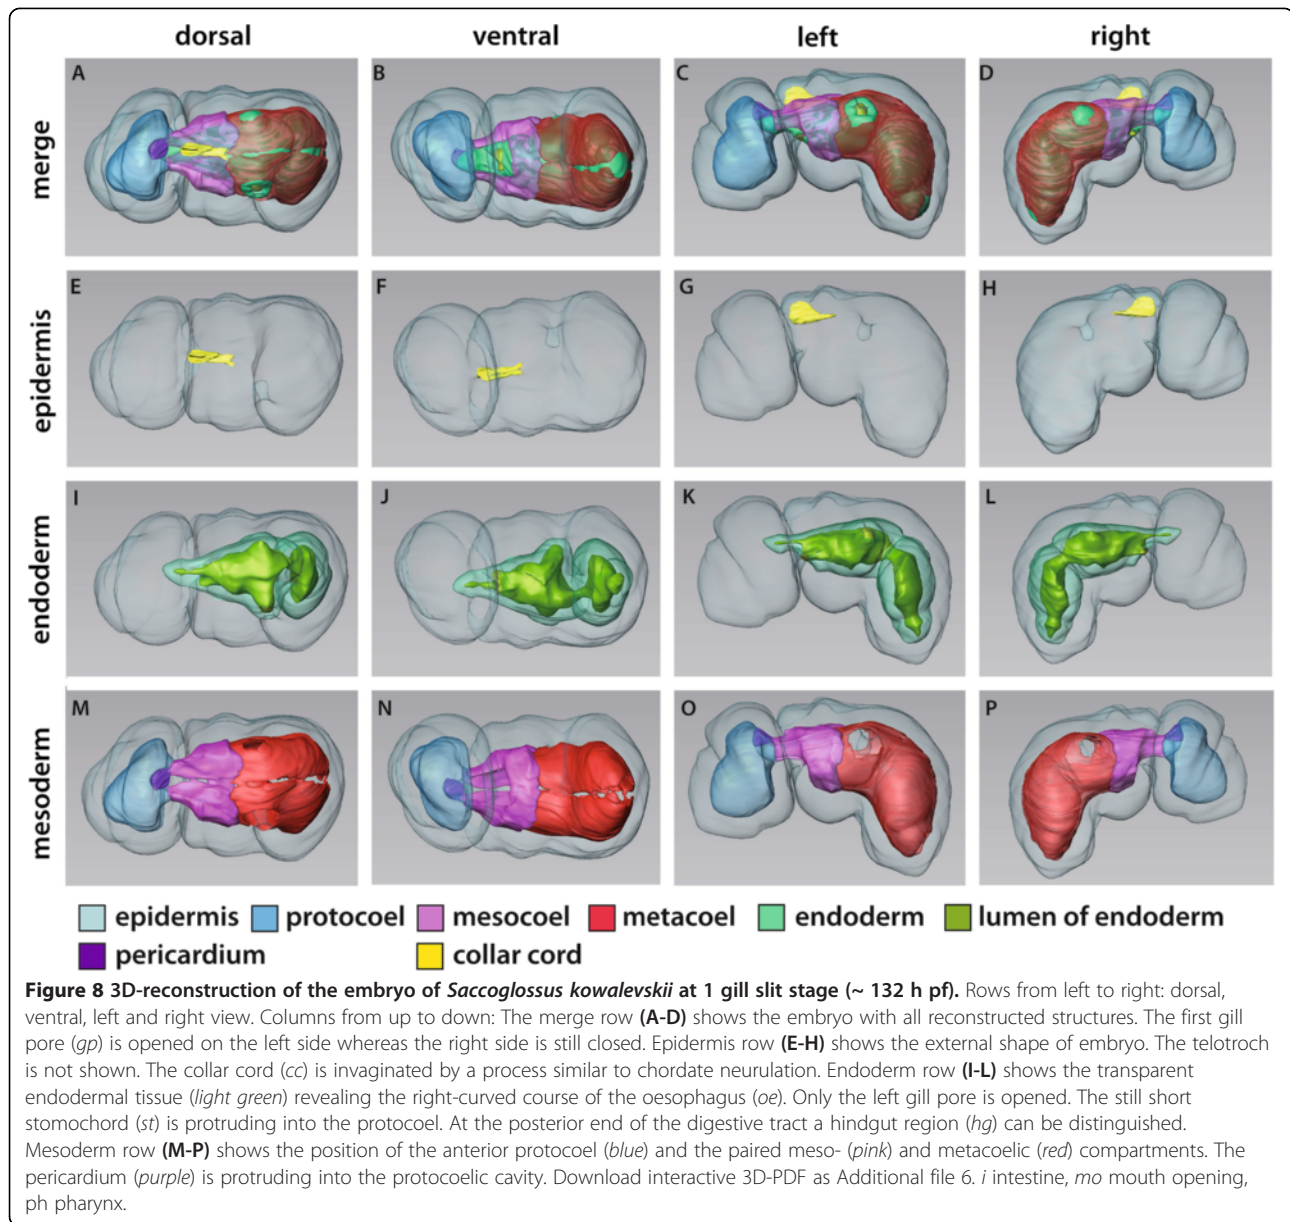 dorsal ventral left right
merge
A B C D
epidermis
E F G H
endoderm
I J K L
mesoderm
M N O P
epidermis protocoel mesocoel metacoel endoderm lumen of endoderm
pericardium collar cord
Figure 8 3D-reconstruction of the embryo of Saccoglossus kowalevskii at 1 gill slit stage (~ 132 h pf). Rows from left to right: dorsal,
ventral, left and right view. Columns from up to down: The merge row (A-D) shows the embryo with all reconstructed structures. The first gill
pore (gp) is opened on the left side whereas the right side is still closed. Epidermis row (E-H) shows the external shape of embryo. The telotroch
is not shown. The collar cord (cc) is invaginated by a process similar to chordate neurulation. Endoderm row (I-L) shows the transparent
endodermal tissue (light green) revealing the right-curved course of the oesophagus (oe). Only the left gill pore is opened. The still short
stomochord (st) is protruding into the protocoel. At the posterior end of the digestive tract a hindgut region (hg) can be distinguished.
Mesoderm row (M-P) shows the position of the anterior protocoel (blue) and the paired meso- (pink) and metacoelic (red) compartments. The
pericardium (purple) is protruding into the protocoelic cavity. Download interactive 3D-PDF as Additional file 6. i intestine, mo mouth opening,
ph pharynx.